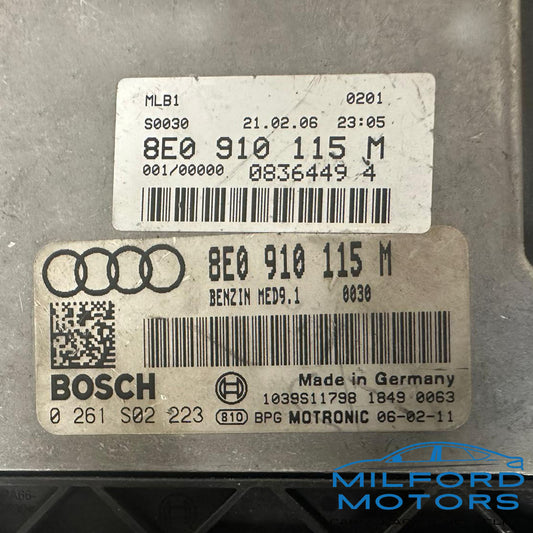 MLB1 0201
S0030 21.02.06 23:05
8E0 910 115 M
001/00000 0836449 4
8E0 910 115 M
BENZIN MED9.1 0030
BOSCH Made in Germany
1039S11798 1849 0063
0 261 S02 223 810 BPG MOTRONIC 06-02-11
MILFORD
MOTORS